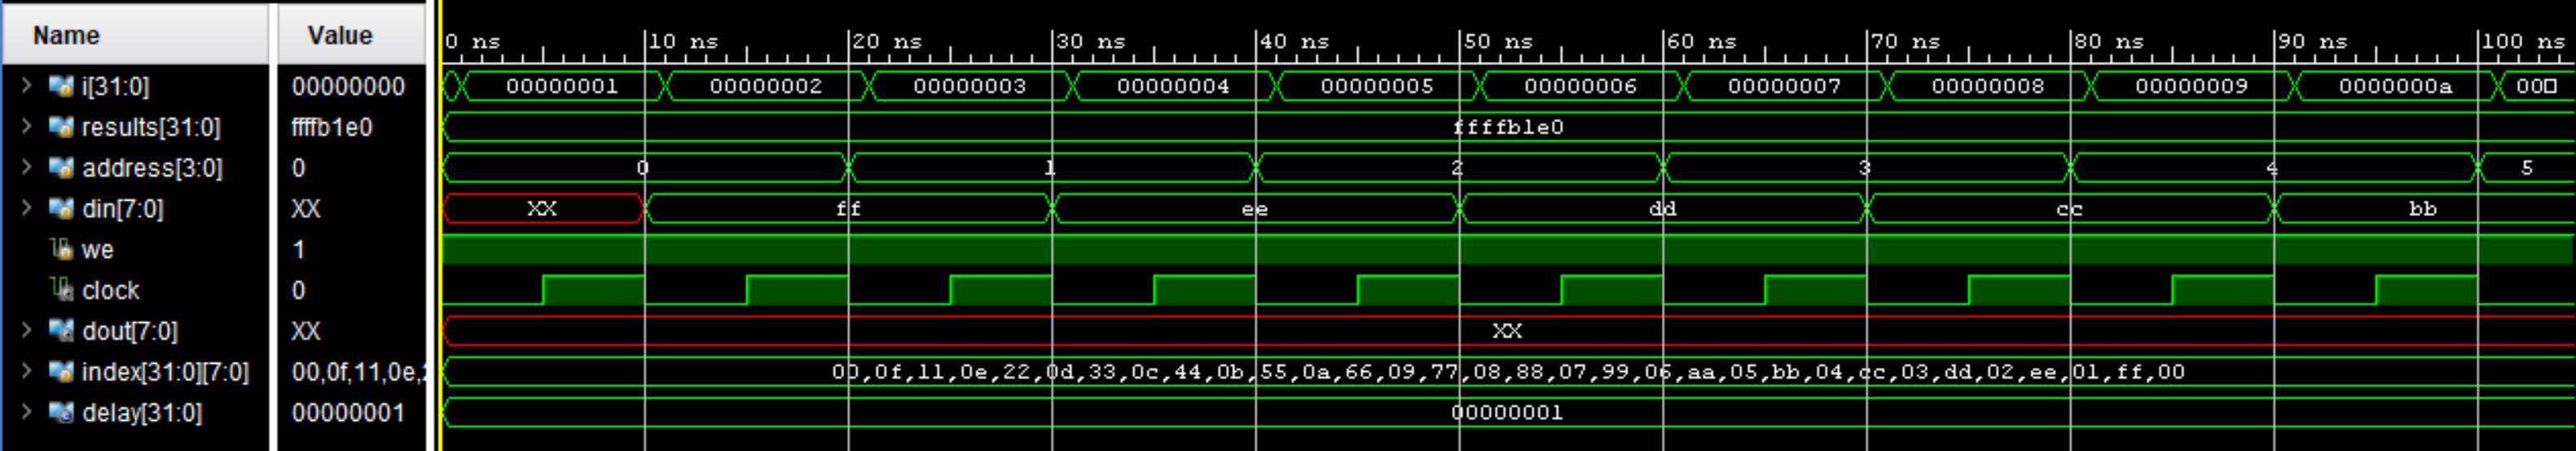 Name Value 0 ns 10 ns 20 ns 30 ns 40 ns 50 ns 60 ns 70 ns 80 ns 90 ns 100 ns
i[31:0] 00000000 00000001 00000002 00000003 00000004 00000005 00000006 00000007 00000008 00000009 0000000a 00
results[31:0] ffffb1e0 ffffb1e0
address[3:0] 0 0 1 2 3 4 5
din[7:0] XX XX ff ee dd cc bb
we 1
clock 0
dout[7:0] XX XX
index[31:0][7:0] 00,0f,11,0e, 00,0f,11,0e,22,0d,33,0c,44,0b,55,0a,66,09,77,08,88,07,99,06,aa,05,bb,04,cc,03,dd,02,ee,01,ff,00
delay[31:0] 00000001 00000001